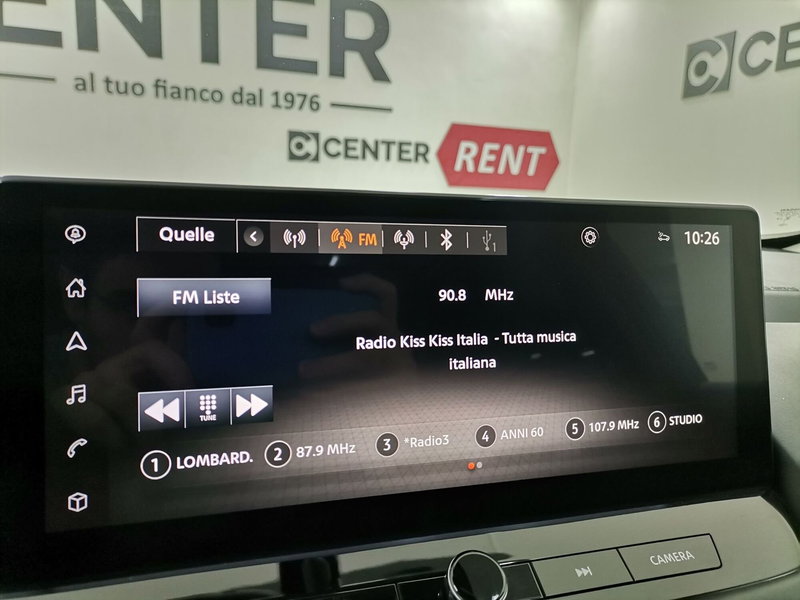 CENTER
al tuo fianco dal 1976
CENTER RENT
CE
Quelle FM 1 10:26
FM Liste 90.8 MHz
Radio Kiss Kiss Italia - Tutta musica
italiana
TUNE
1 LOMBARD. 2 87.9 MHz 3 *Radio3 4 ANNI 60 5 107.9 MHz 6 STUDIO
CAMERA